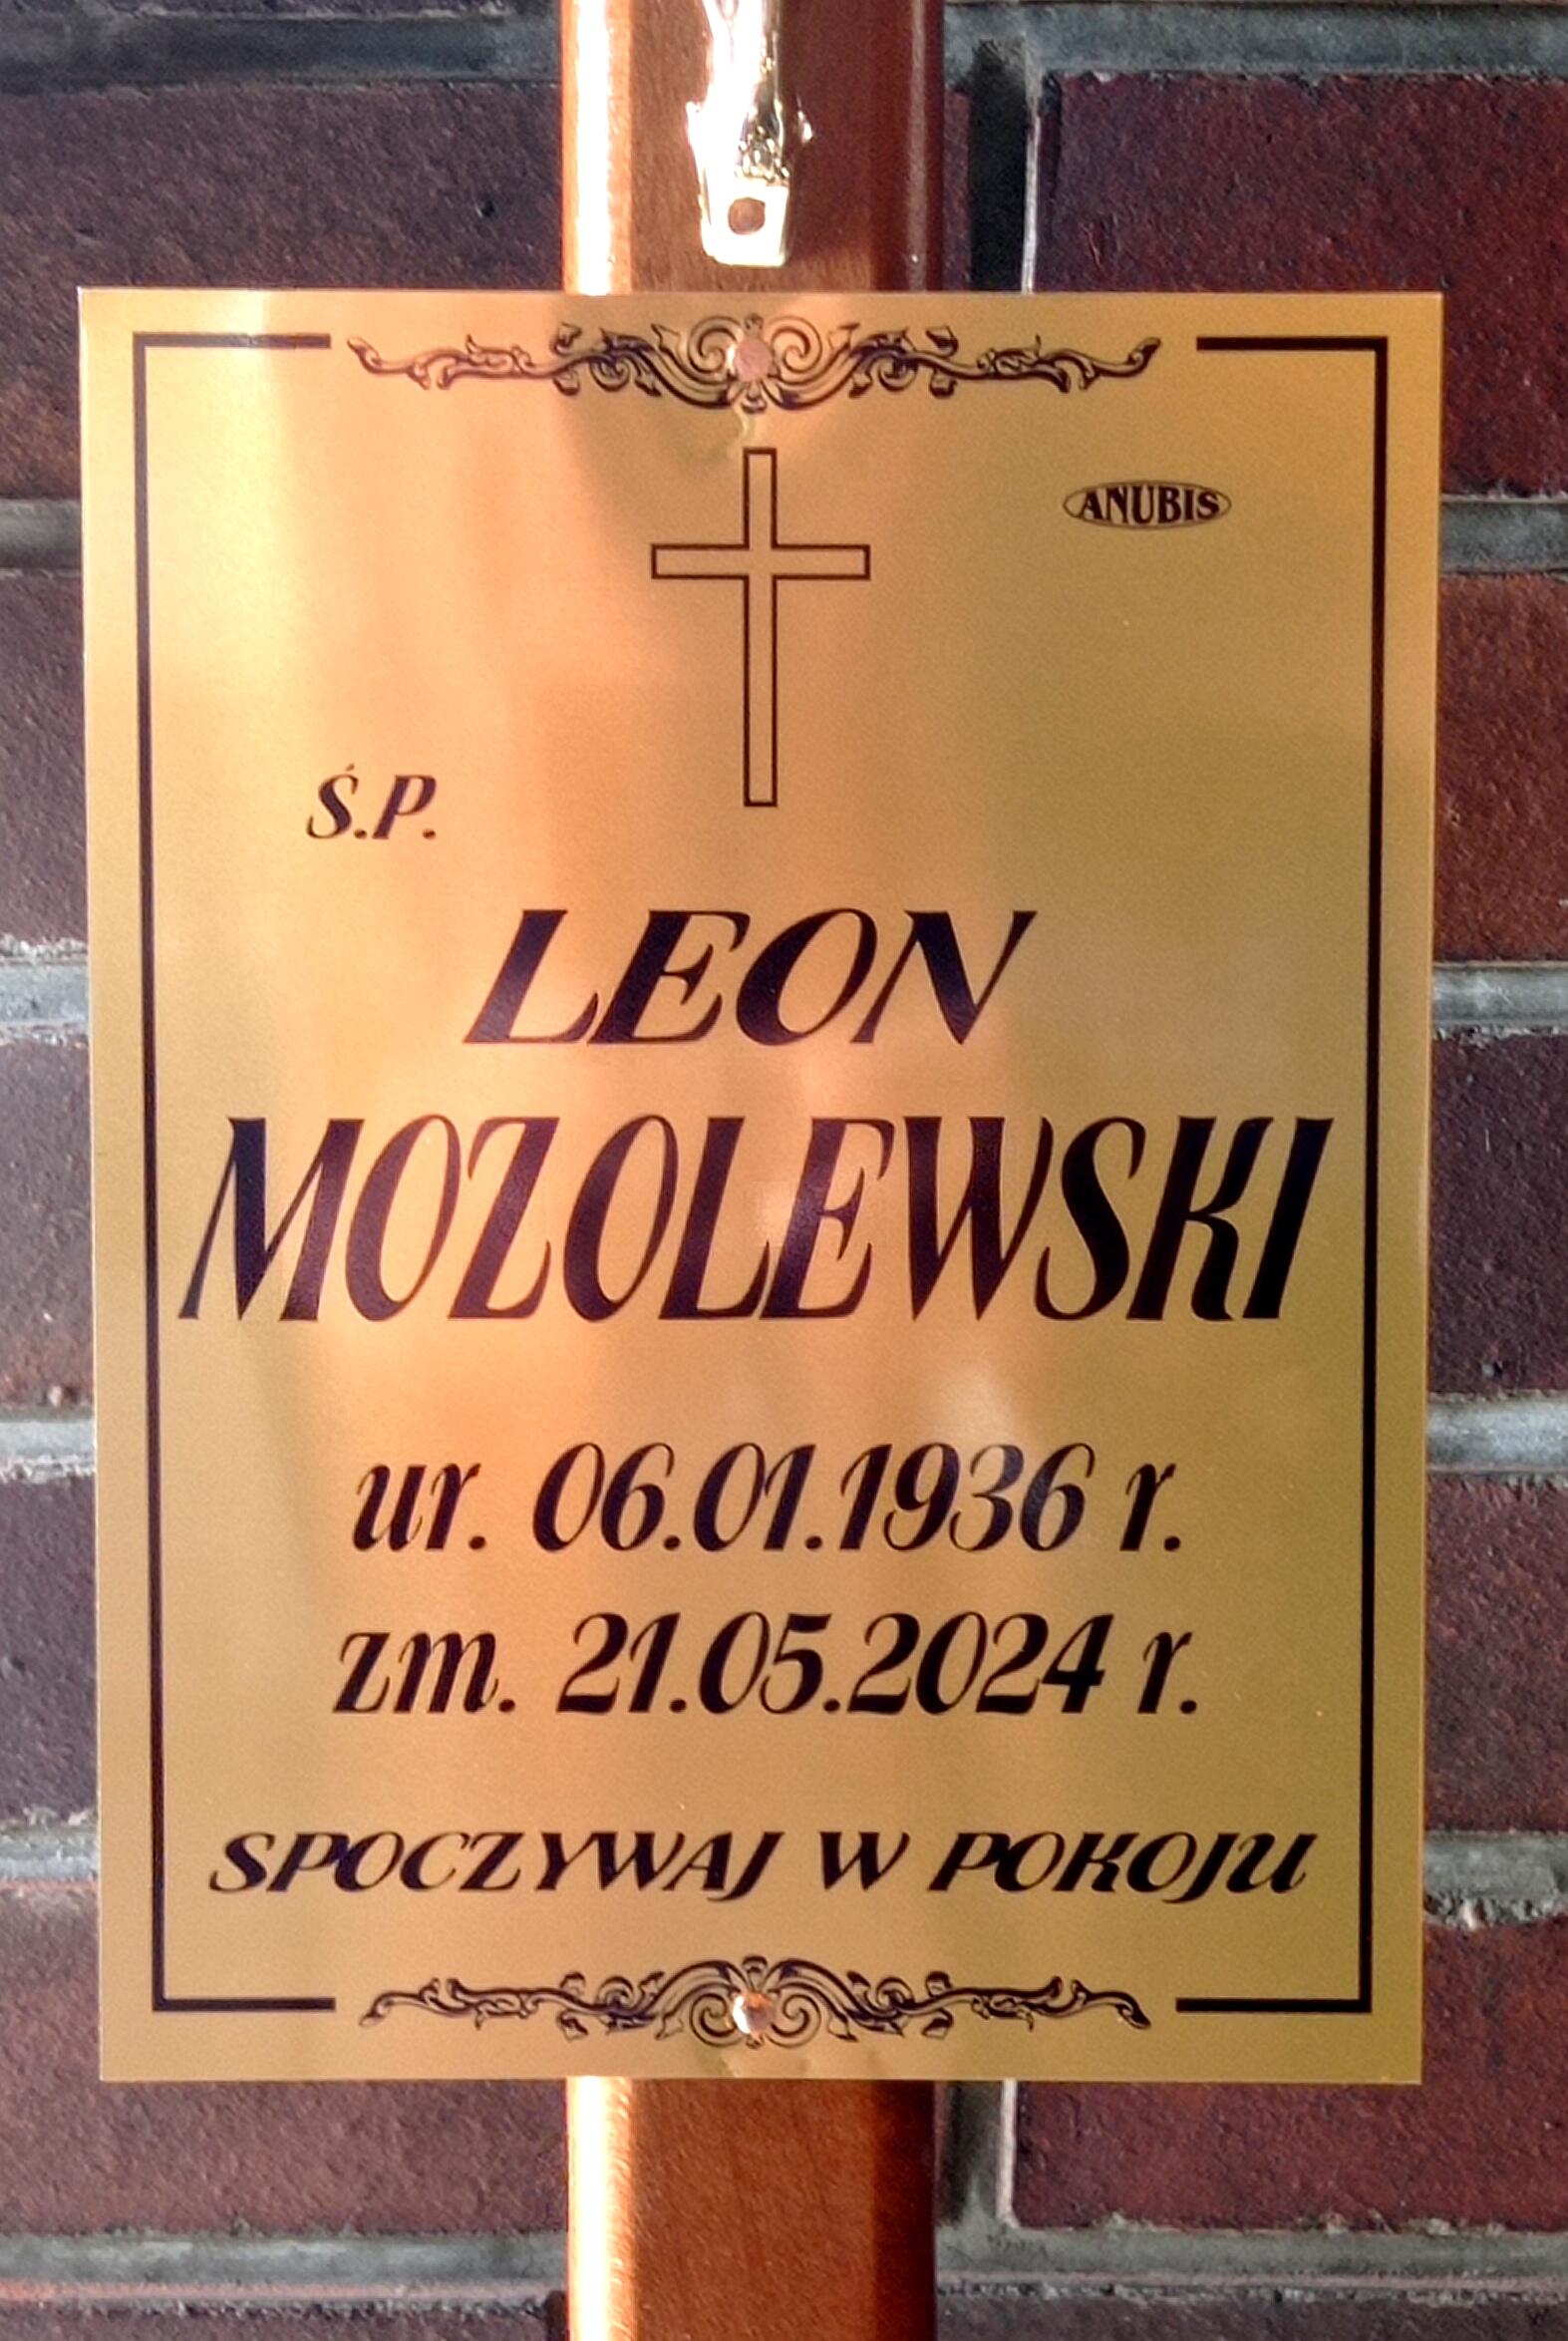 ANUBIS
Ś.P.
LEON
MOZOLEWSKI
ur. 06.01.1936 r.
zm. 21.05.2024 r.
SPOCZYWAJ W POKOJU